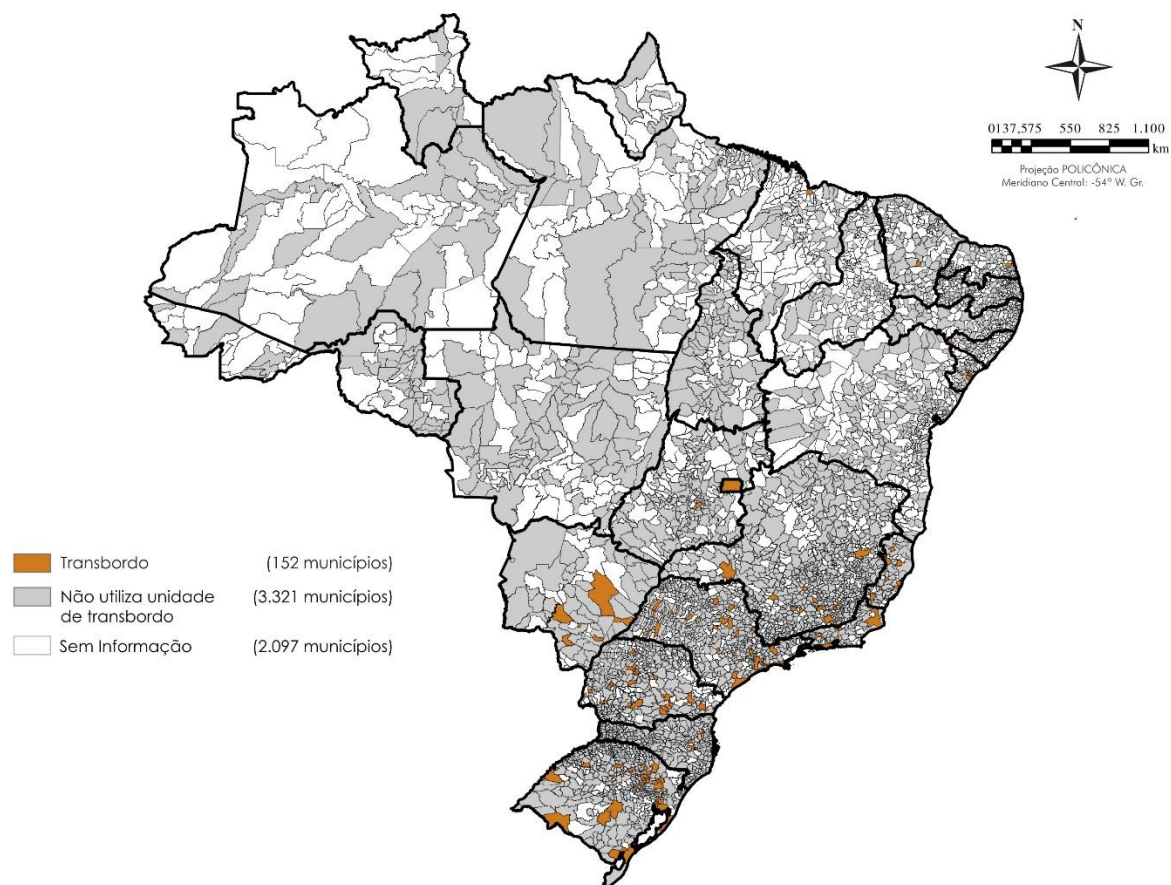 N
0137,575 550 825 1.100
km
Projeção POLICÔNICA
Meridiano Central: -54º W. Gr.
Transbordo (152 municípios)
Não utiliza unidade (3.321 municípios)
de transbordo
Sem Informação (2.097 municípios)